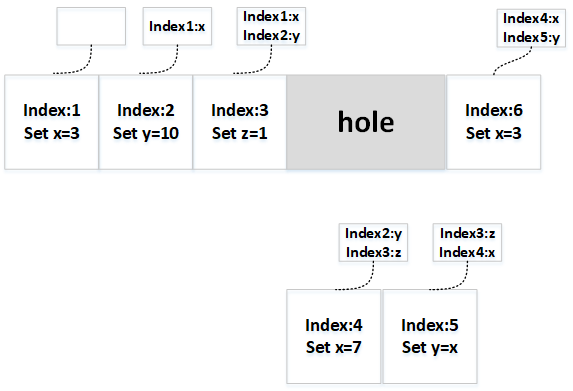 Index1:x
Index1:x
Index2:y
Index4:x
Index5:y
Index:1
Set x=3
Index:2
Set y=10
Index:3
Set z=1
hole
Index:6
Set x=3
Index2:y
Index3:z
Index3:z
Index4:x
Index:4
Set x=7
Index:5
Set y=x